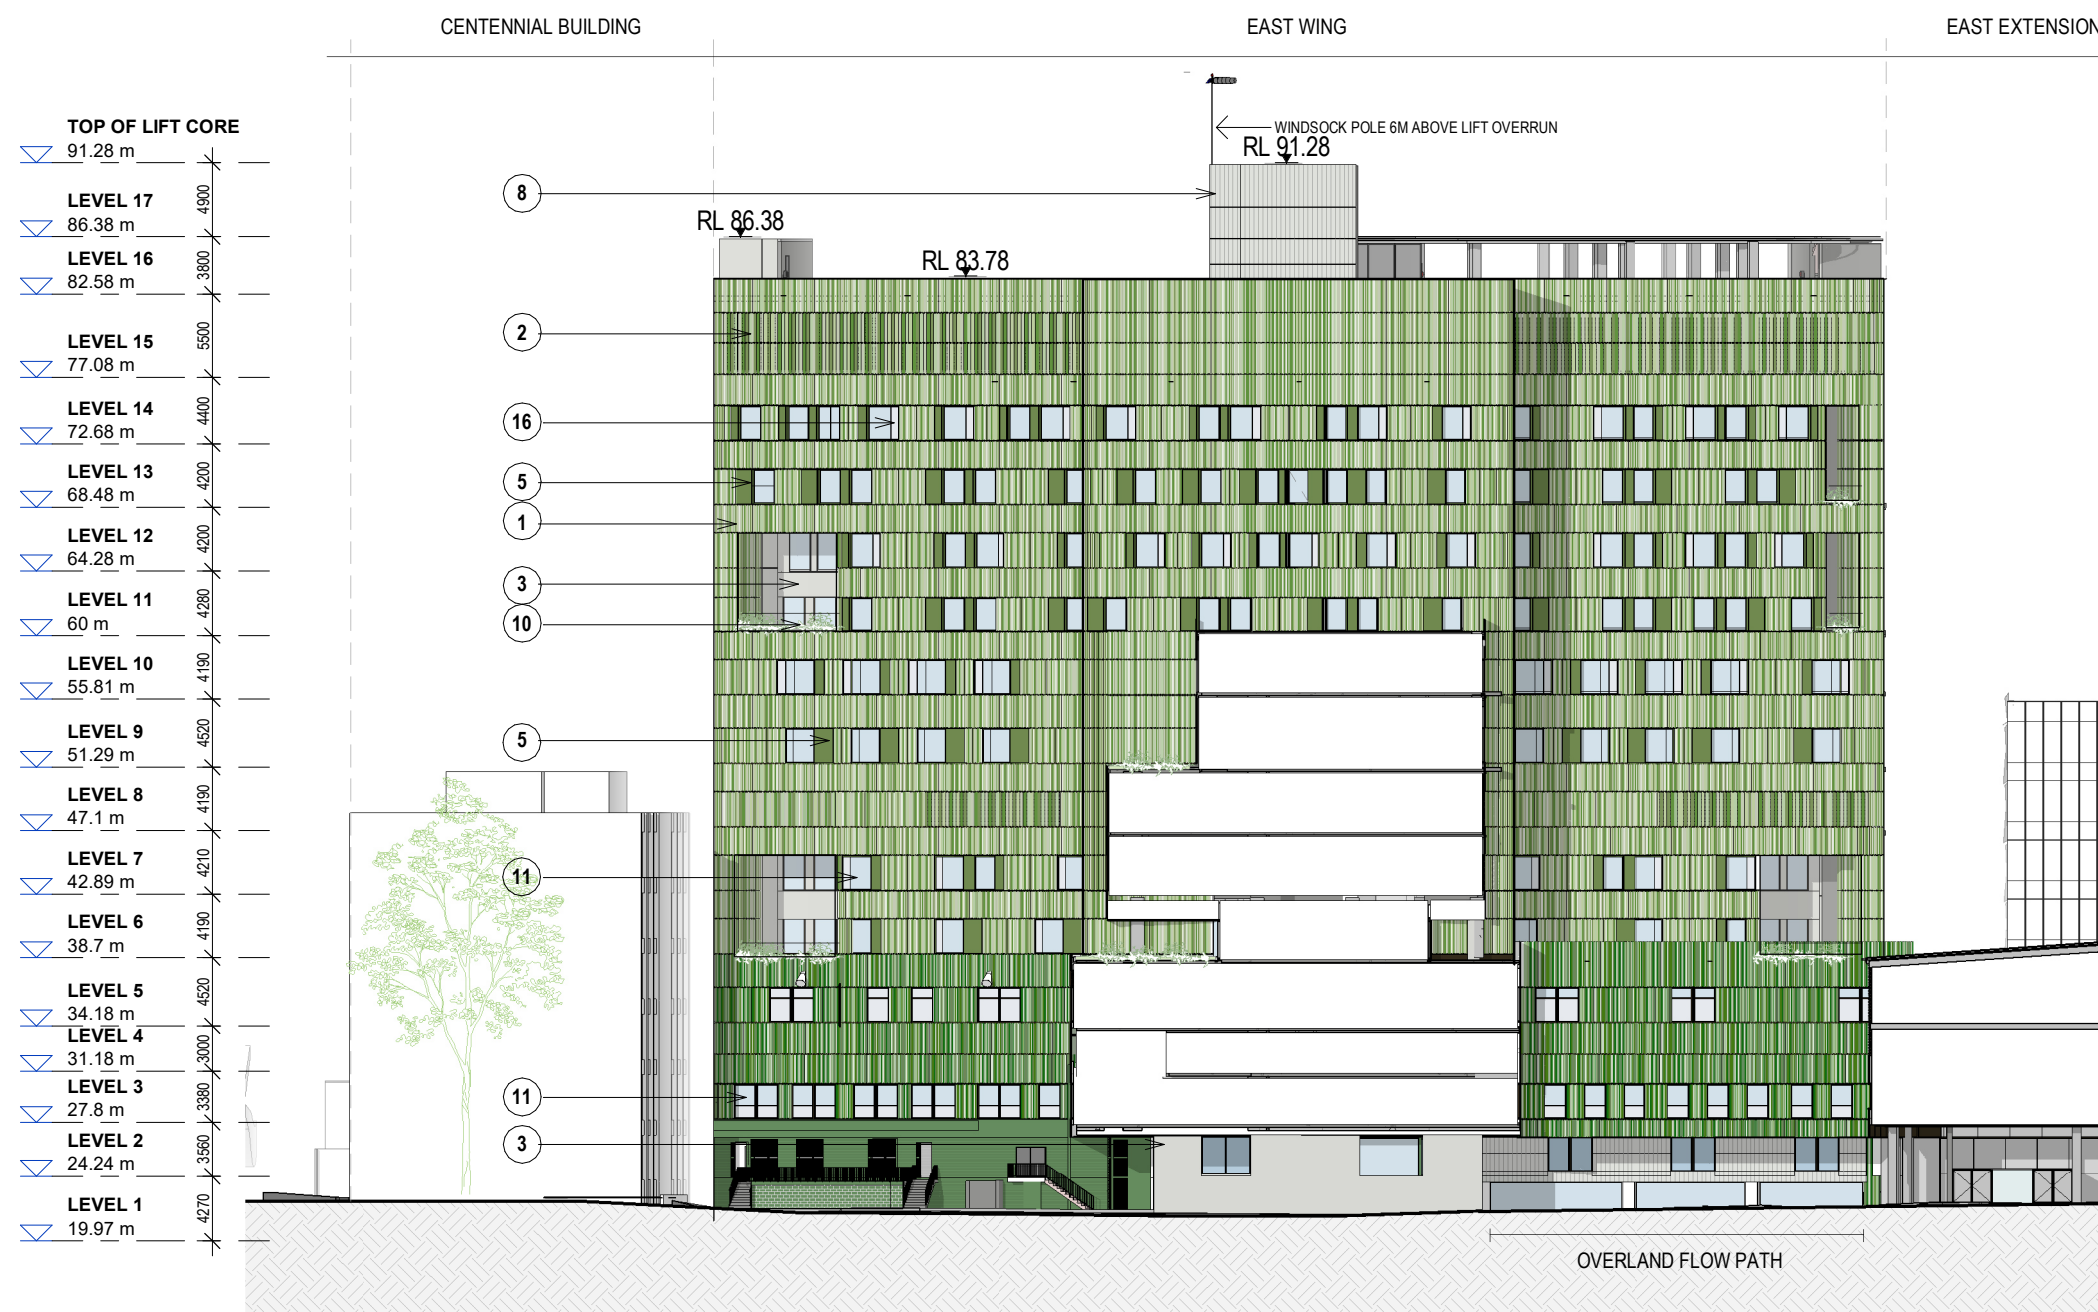 CENTENNIAL BUILDING
EAST WING
EAST EXTENSION
WINDSOCK POLE 6M ABOVE LIFT OVERRUN
RL 91.28
RL 86.38
RL 83.78
TOP OF LIFT CORE
91.28 m
4900
LEVEL 17
86.38 m
3800
LEVEL 16
82.58 m
5500
LEVEL 15
77.08 m
4400
LEVEL 14
72.68 m
4200
LEVEL 13
68.48 m
4200
LEVEL 12
64.28 m
4280
LEVEL 11
60 m
4190
LEVEL 10
55.81 m
4520
LEVEL 9
51.29 m
4190
LEVEL 8
47.1 m
4210
LEVEL 7
42.89 m
4190
LEVEL 6
38.7 m
4520
LEVEL 5
34.18 m
3000
LEVEL 4
31.18 m
3380
LEVEL 3
27.8 m
3560
LEVEL 2
24.24 m
4270
LEVEL 1
19.97 m
8
2
16
5
1
3
10
5
11
11
3
OVERLAND FLOW PATH